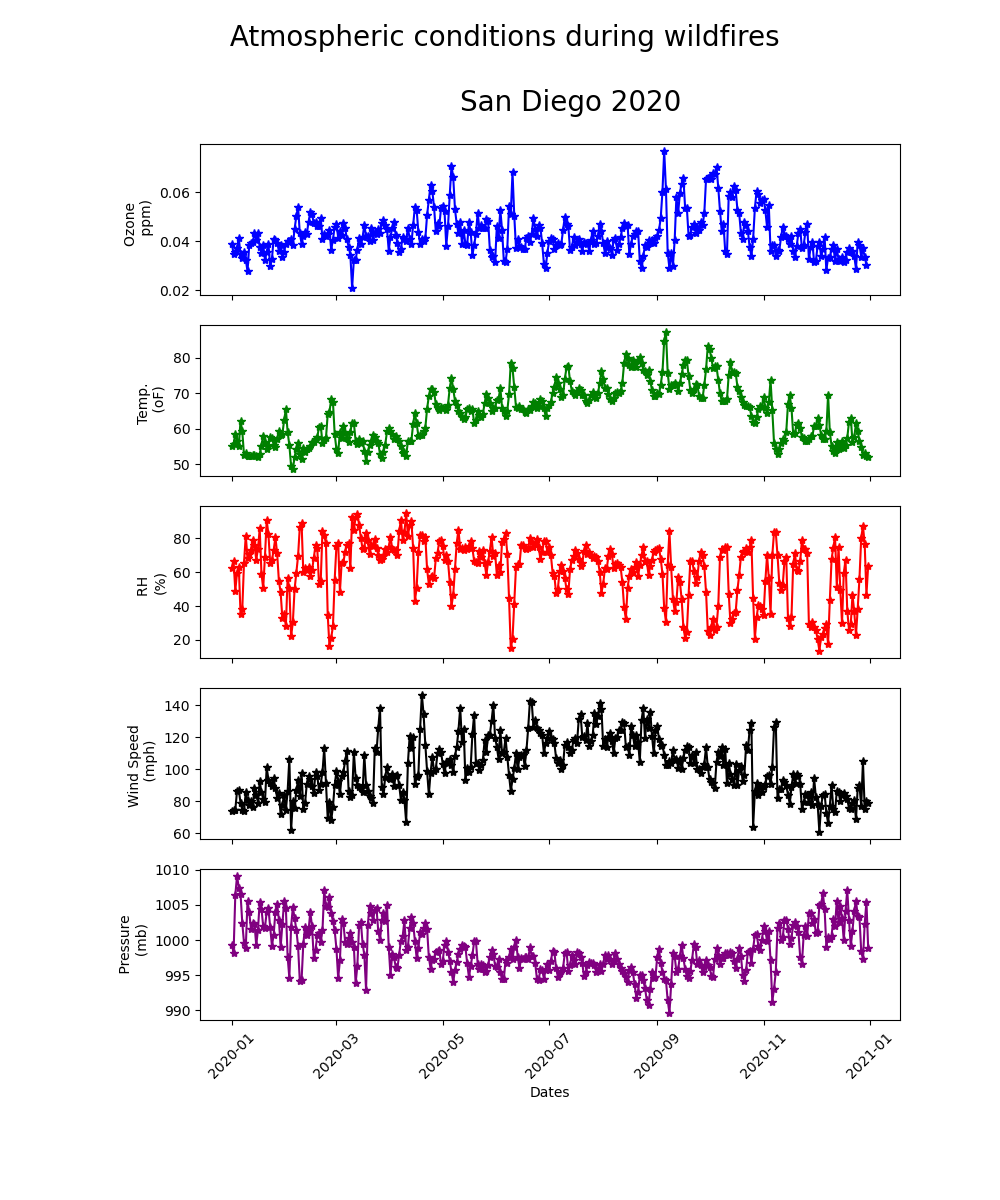 Atmospheric conditions during wildfires
San Diego 2020
Ozone
ppm)
0.06
0.04
0.02
Temp.
(oF)
80
70
60
50
RH
(%)
80
60
40
20
Wind Speed
(mph)
140
120
100
80
60
Pressure
(mb)
1010
1005
1000
995
990
2020-01
2020-03
2020-05
2020-07
2020-09
2020-11
2021-01
Dates